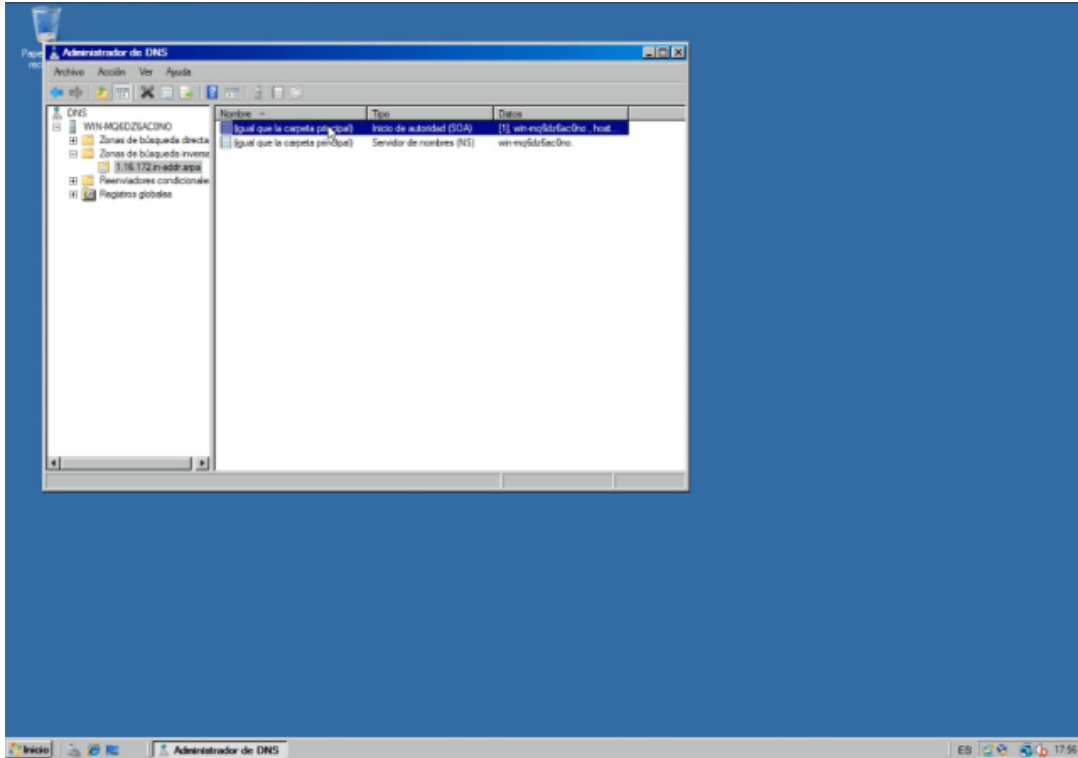 Administrador de DNS
Archivo Acción Ver Ayuda
DNS
WIN-MQ6DZ6AC0NO
Zonas de búsqueda directa
Zonas de búsqueda inversa
1.16.172.in-addr.arpa
Reenviadores condicionale
Registros globales
Nombre Tipo Datos
(igual que la carpeta principal) Inicio de autoridad (SOA) [1], win-mq6dz6ac0no., host...
(igual que la carpeta principal) Servidor de nombres (NS) win-mq6dz6ac0no.
Inicio Administrador de DNS ES 17:56